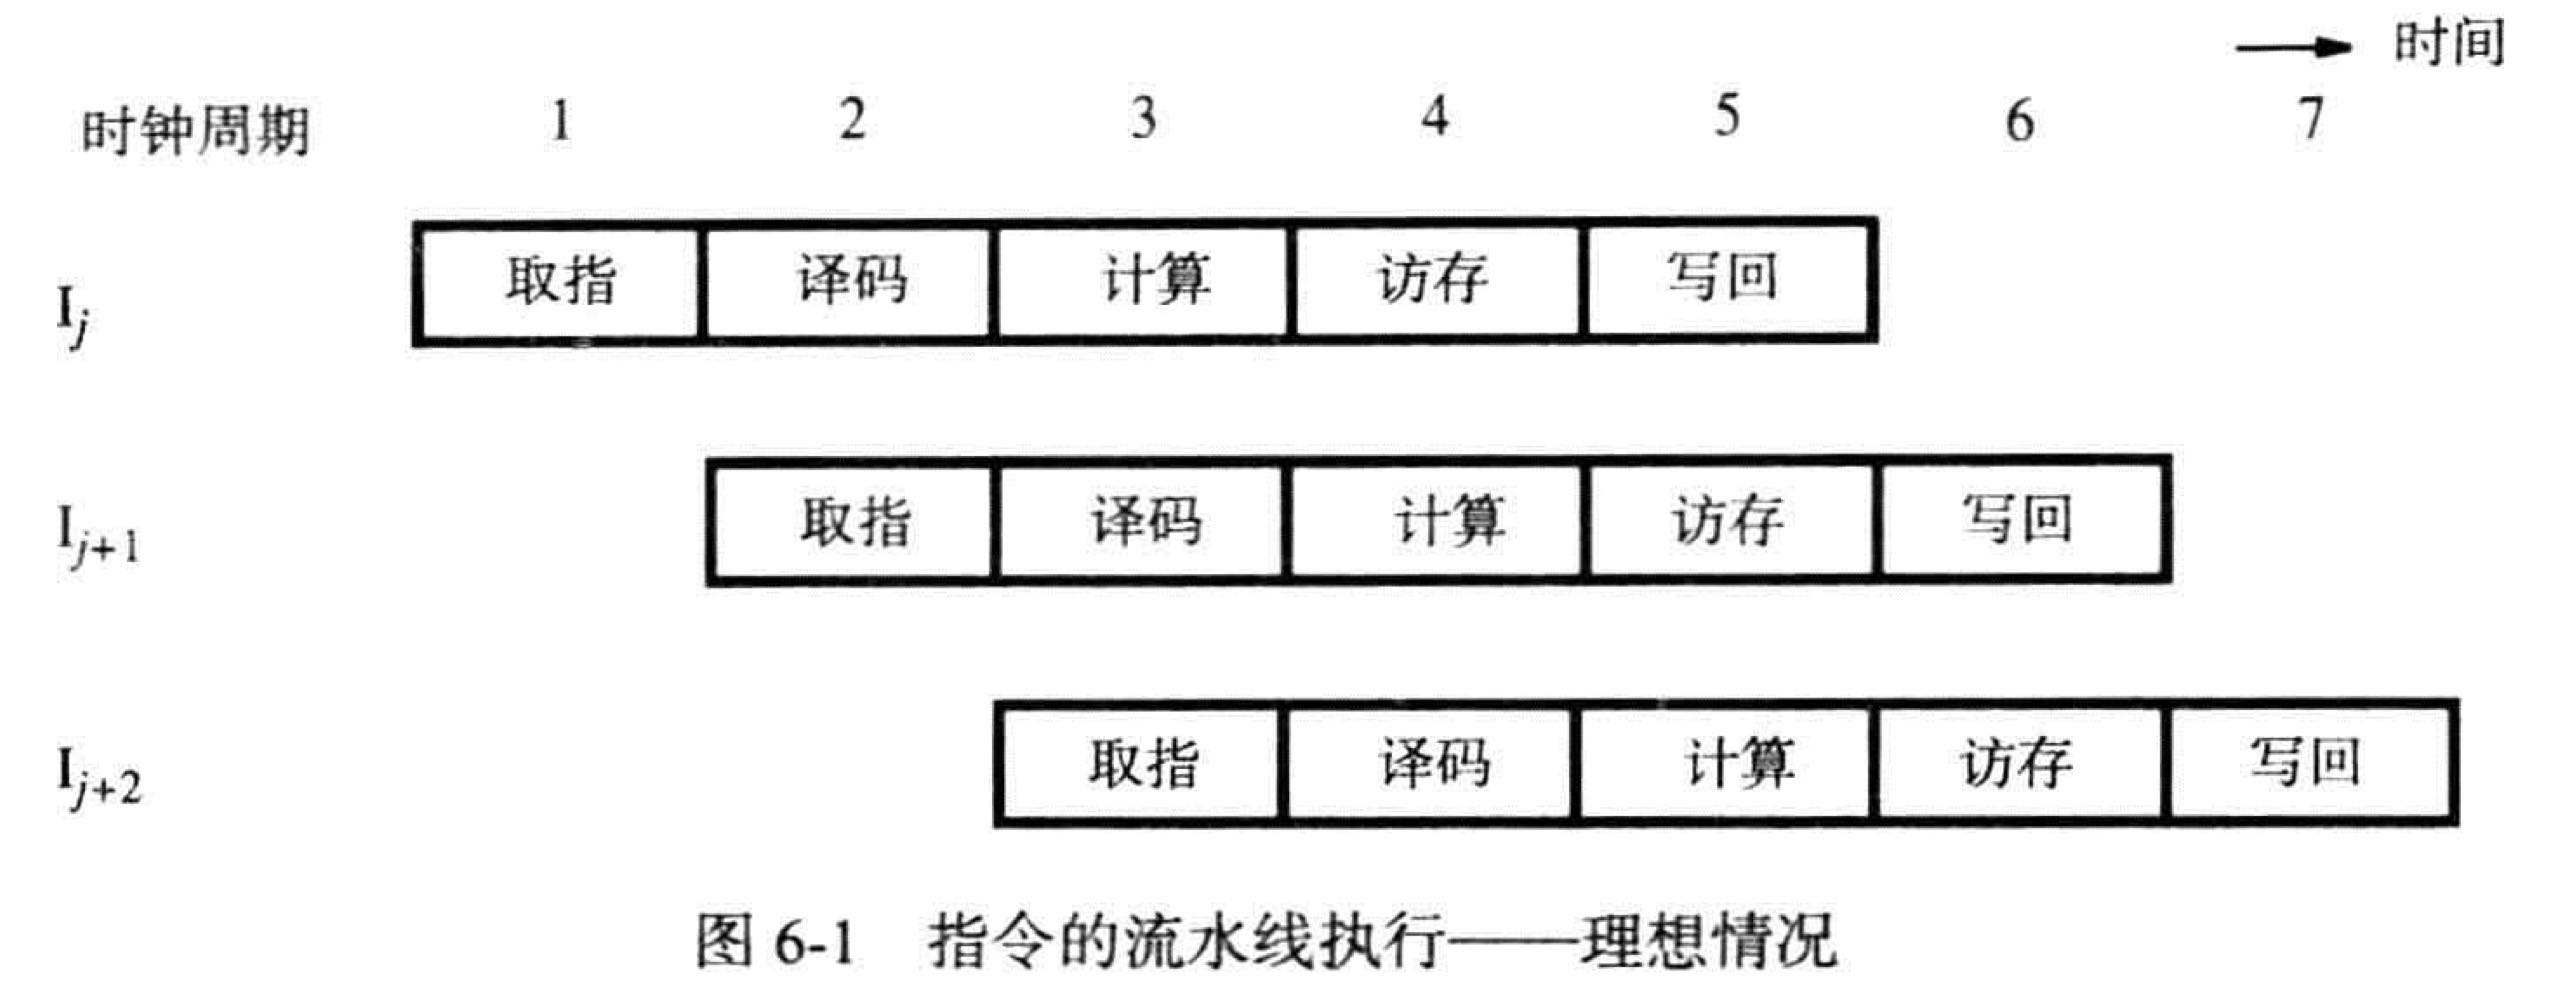 时间
时钟周期 1 2 3 4 5 6 7
I_j 取指 译码 计算 访存 写回
I_{j+1} 取指 译码 计算 访存 写回
I_{j+2} 取指 译码 计算 访存 写回
图 6-1 指令的流水线执行——理想情况